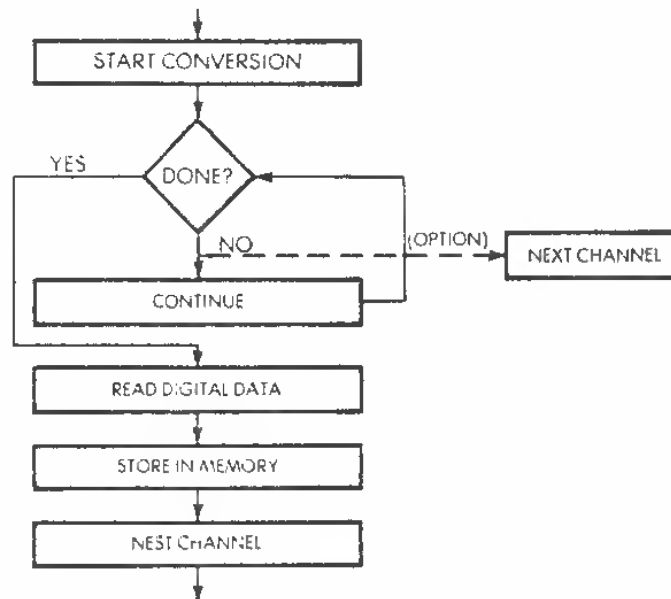 START CONVERSION
YES
DONE?
NO
(OPTION)
NEXT CHANNEL
CONTINUE
READ DIGITAL DATA
STORE IN MEMORY
NEST CHANNEL